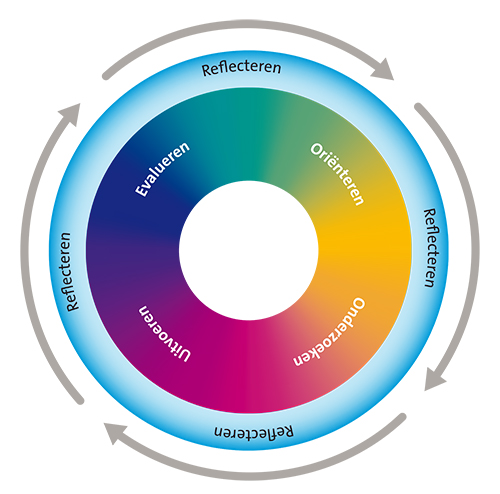 Reflecteren
Oriënteren
Reflecteren
Onderzoeken
Reflecteren
Uitvoeren
Reflecteren
Evalueren